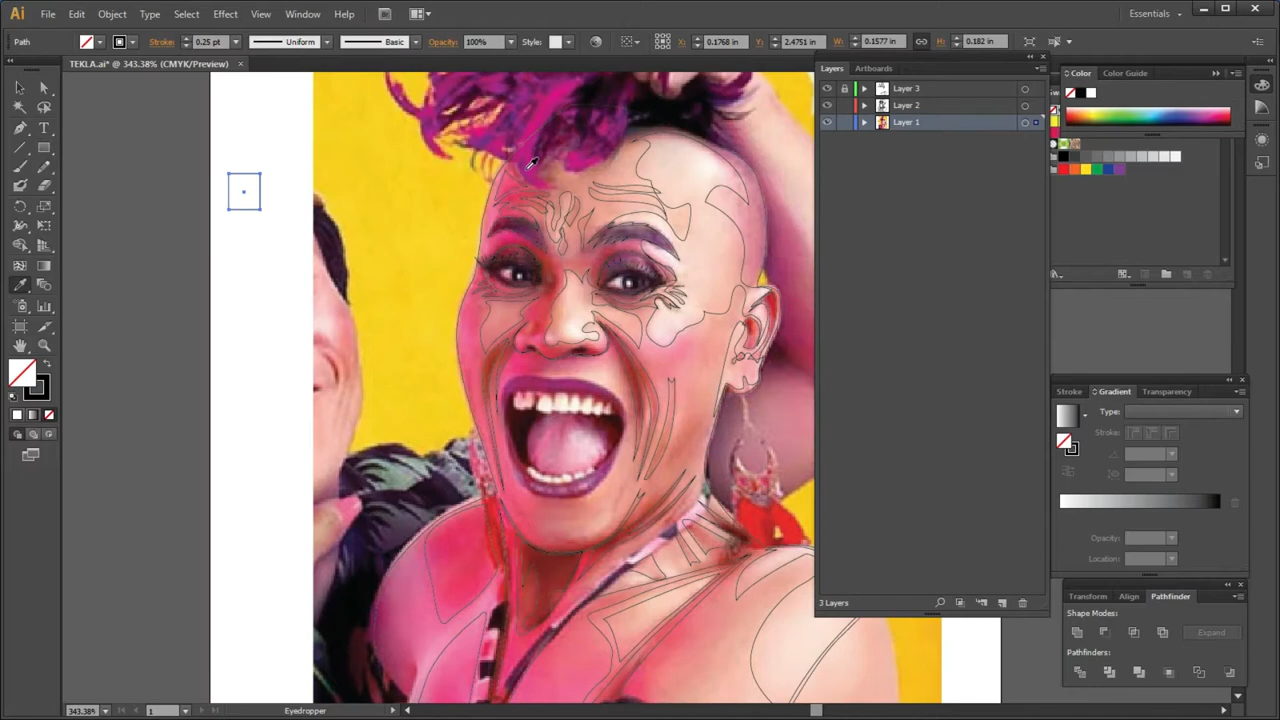 Ai File Edit Object Type Select Effect View Window Help Essentials
Path Stroke: 0.25 pt Uniform Basic Opacity: 100% Style: X: 0.1768 in Y: 2.4751 in W: 0.1577 in H: 0.182 in
TEKLA.ai* @ 343.38% (CMYK/Preview) ×
Layers Artboards
Layer 3
Layer 2
Layer 1
3 Layers
Color Color Guide
Stroke Gradient Transparency
Type:
Stroke:
Opacity:
Location:
Transform Align Pathfinder
Shape Modes:
Expand
Pathfinders:
343.38% 1 Eyedropper